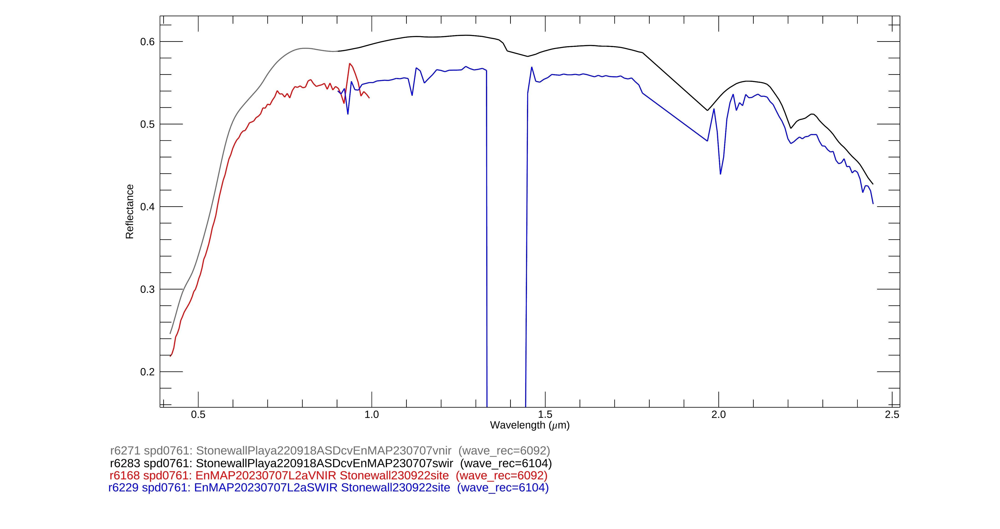 0.6
0.5
0.4
0.3
0.2
Reflectance
0.5 1.0 1.5 2.0 2.5
Wavelength (μm)
r6271 spd0761: StonewallPlaya220918ASDcvEnMAP230707vnir (wave_rec=6092)
r6283 spd0761: StonewallPlaya220918ASDcvEnMAP230707swir (wave_rec=6104)
r6168 spd0761: EnMAP20230707L2aVNIR Stonewall230922site (wave_rec=6092)
r6229 spd0761: EnMAP20230707L2aSWIR Stonewall230922site (wave_rec=6104)